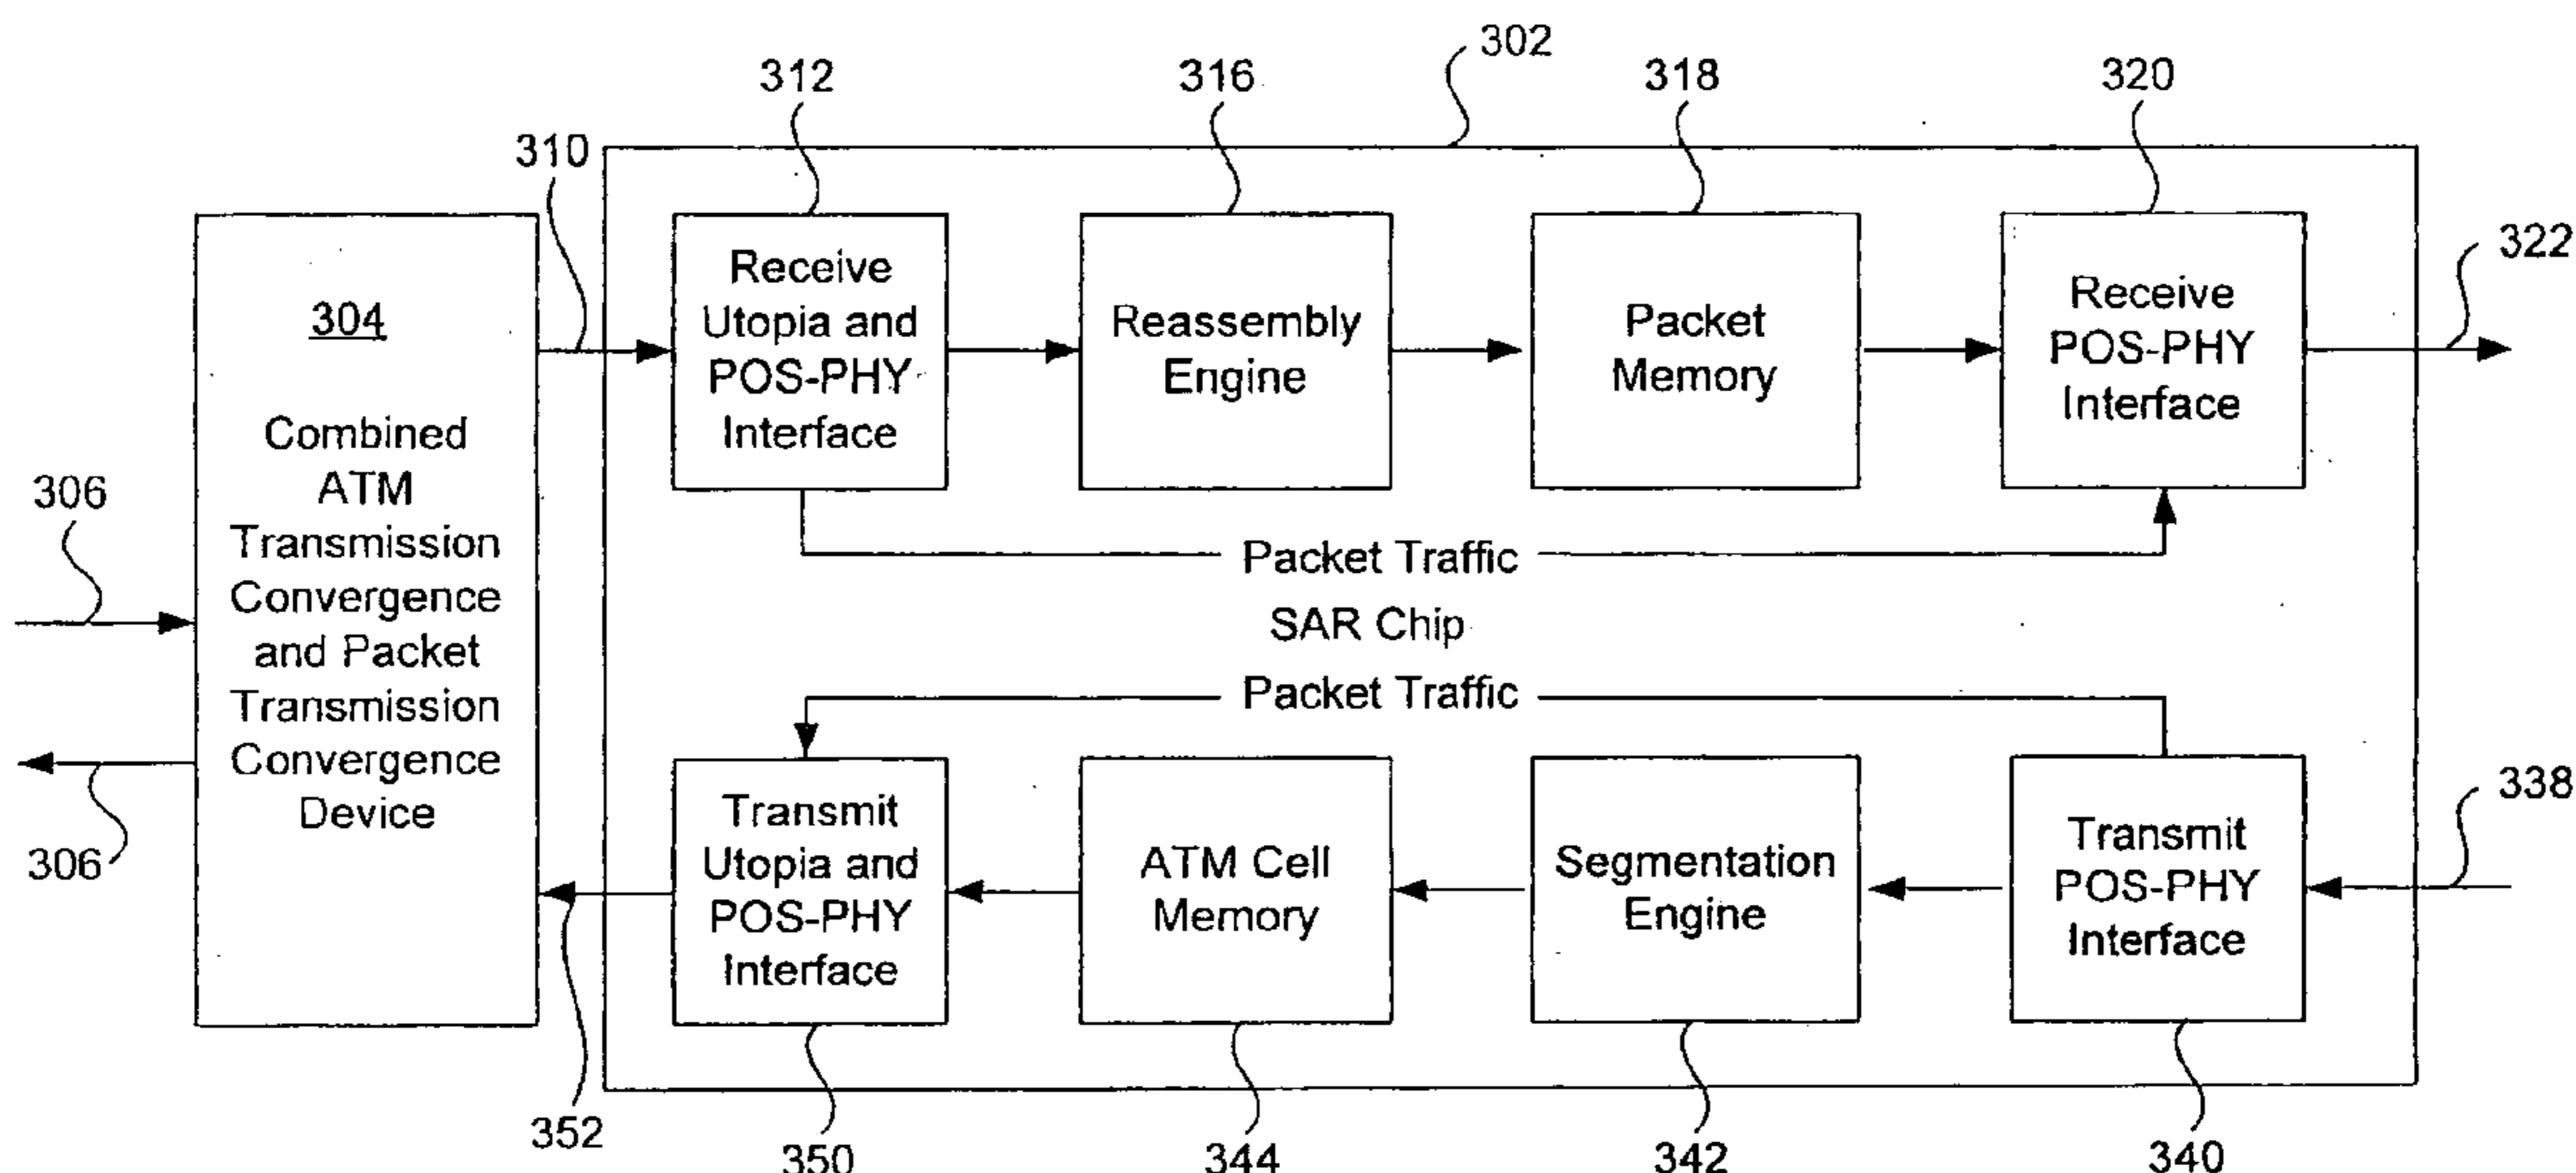 302
312
316
318
320
310
322
304
Combined
ATM
Transmission
Convergence
and Packet
Transmission
Convergence
Device
Receive
Utopia and
POS-PHY
Interface
Reassembly
Engine
Packet
Memory
Receive
POS-PHY
Interface
306
306
Packet Traffic
SAR Chip
Packet Traffic
Transmit
Utopia and
POS-PHY
Interface
ATM Cell
Memory
Segmentation
Engine
Transmit
POS-PHY
Interface
338
352
350
344
342
340